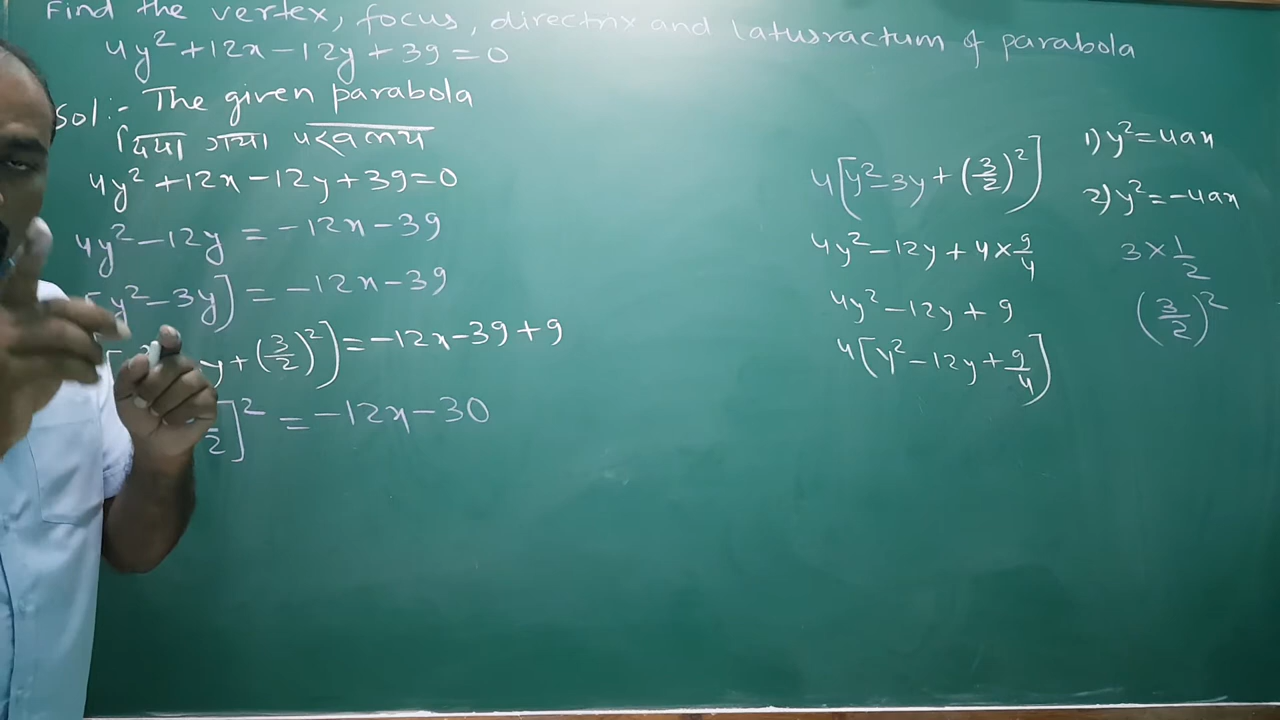 Find the vertex, focus, directrix and Latusractum of parabola
4y² + 12x - 12y + 39 = 0
Sol:- The given parabola
दिया गया परवलय
4y² + 12x - 12y + 39 = 0
4y² - 12y = -12x - 39
[y² - 3y] = -12x - 39
y + (3/2)²] = -12x - 39 + 9
2]² = -12x - 30
4[y² - 3y + (3/2)²]
4y² - 12y + 4 × 9/4
4y² - 12y + 9
4[y² - 12y + 9/4]
1) y² = 4ax
2) y² = -4ax
3 × 1/2
(3/2)²